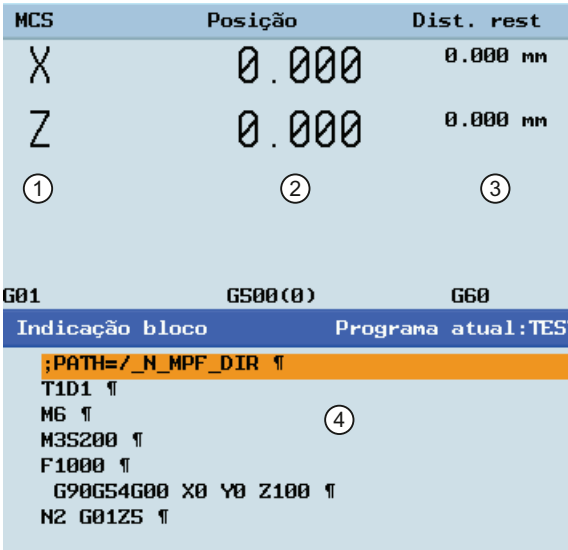 MCS Posição Dist. rest
X 0.000 0.000 mm
Z 0.000 0.000 mm
1 2 3
G01 G500(0) G60
Indicação bloco Programa atual:TES
;PATH=/_N_MPF_DIR ¶
T1D1 ¶
M6 ¶
4
M3S200 ¶
F1000 ¶
G90G54G00 X0 Y0 Z100 ¶
N2 G01Z5 ¶